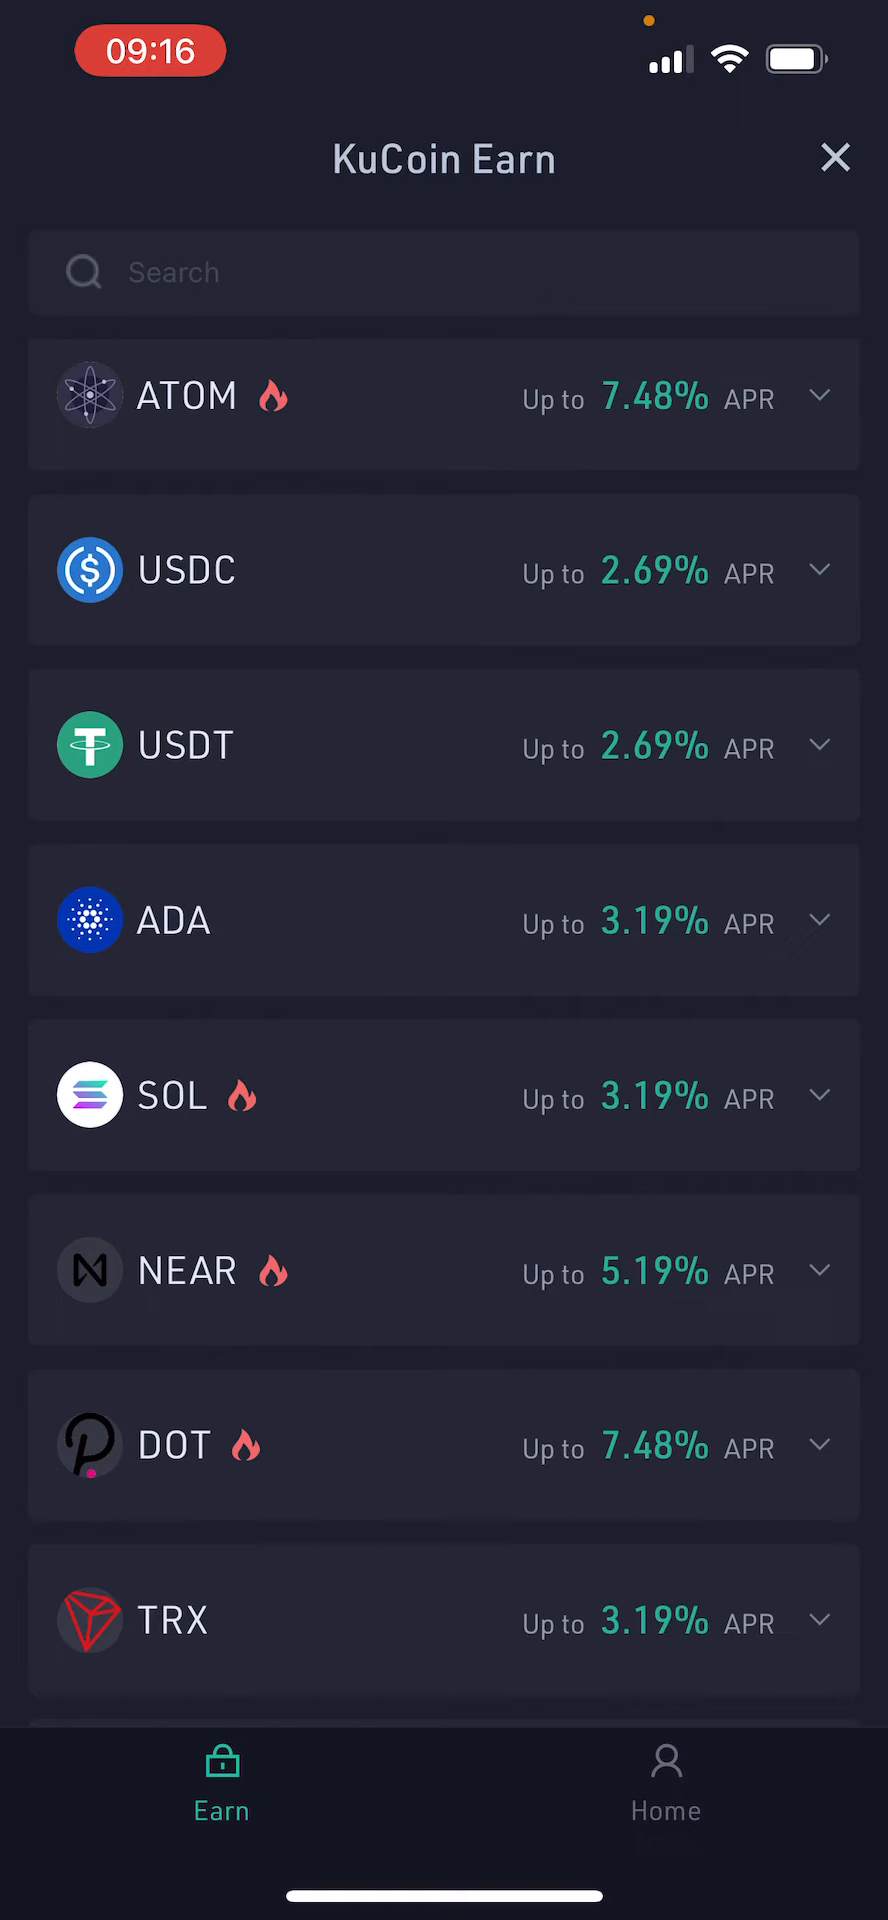 09:16
KuCoin Earn
Search
ATOM Up to 7.48% APR
USDC Up to 2.69% APR
USDT Up to 2.69% APR
ADA Up to 3.19% APR
SOL Up to 3.19% APR
NEAR Up to 5.19% APR
DOT Up to 7.48% APR
TRX Up to 3.19% APR
Earn Home